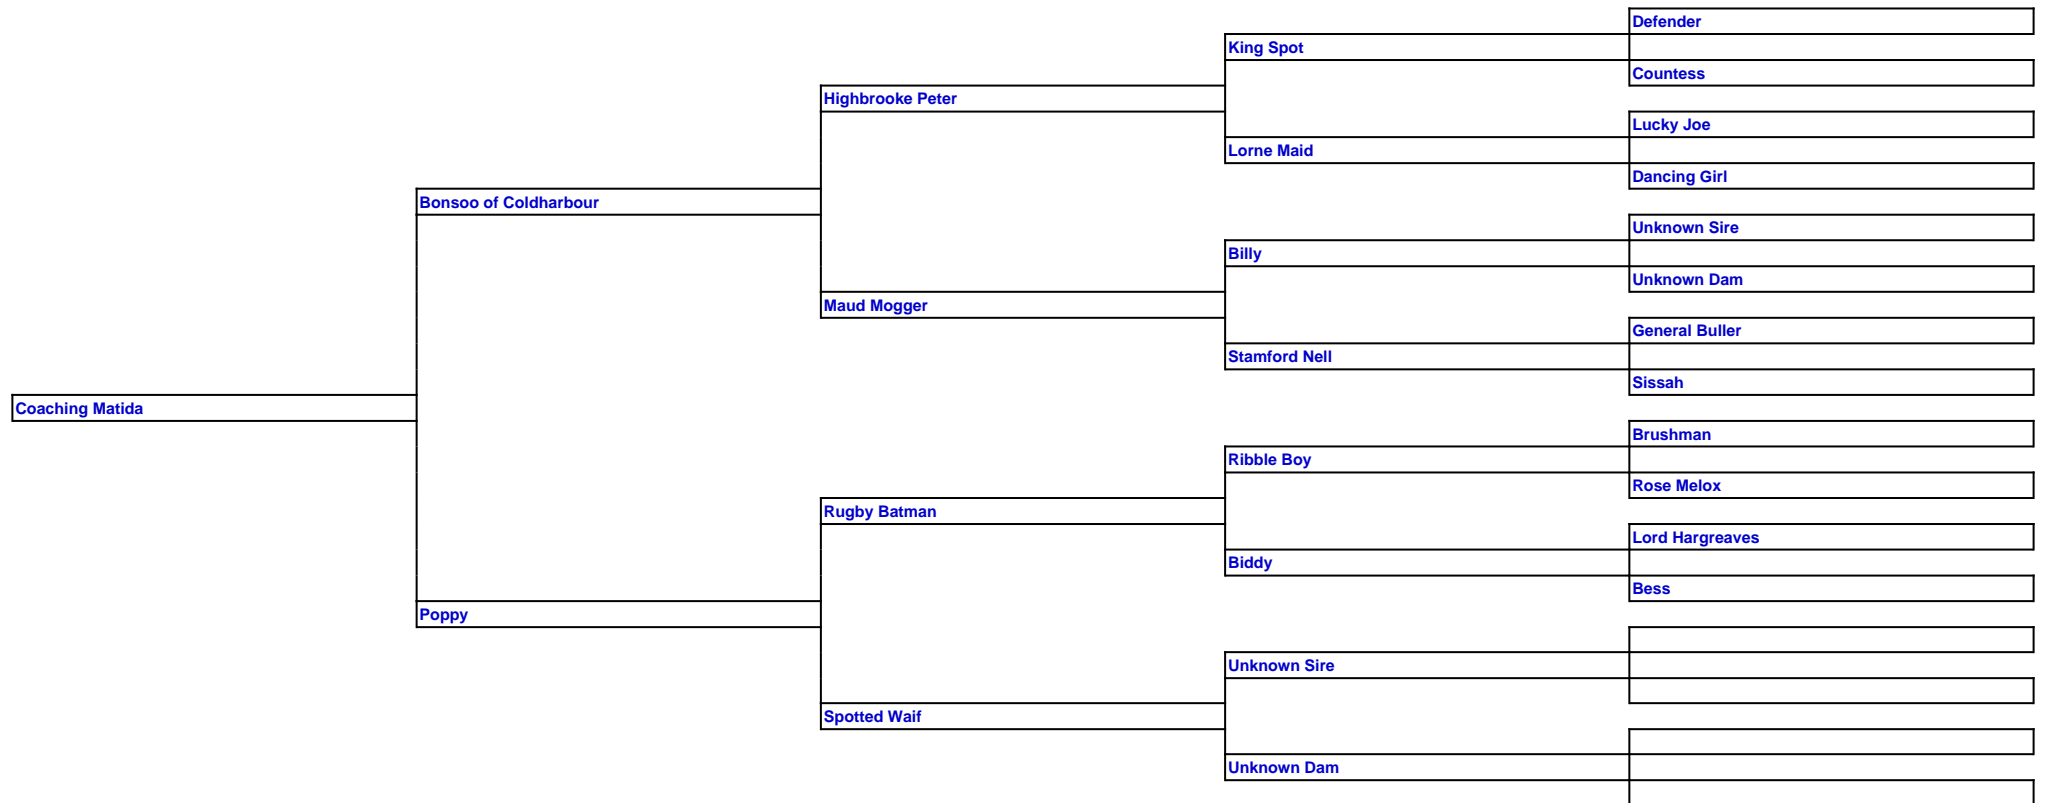 Defender
King Spot
Countess
Highbrooke Peter
Lucky Joe
Lorne Maid
Dancing Girl
Bonsoo of Coldharbour
Unknown Sire
Billy
Unknown Dam
Maud Mogger
General Buller
Stamford Nell
Sissah
Coaching Matida
Brushman
Ribble Boy
Rose Melox
Rugby Batman
Lord Hargreaves
Biddy
Bess
Poppy
Unknown Sire
Spotted Waif
Unknown Dam